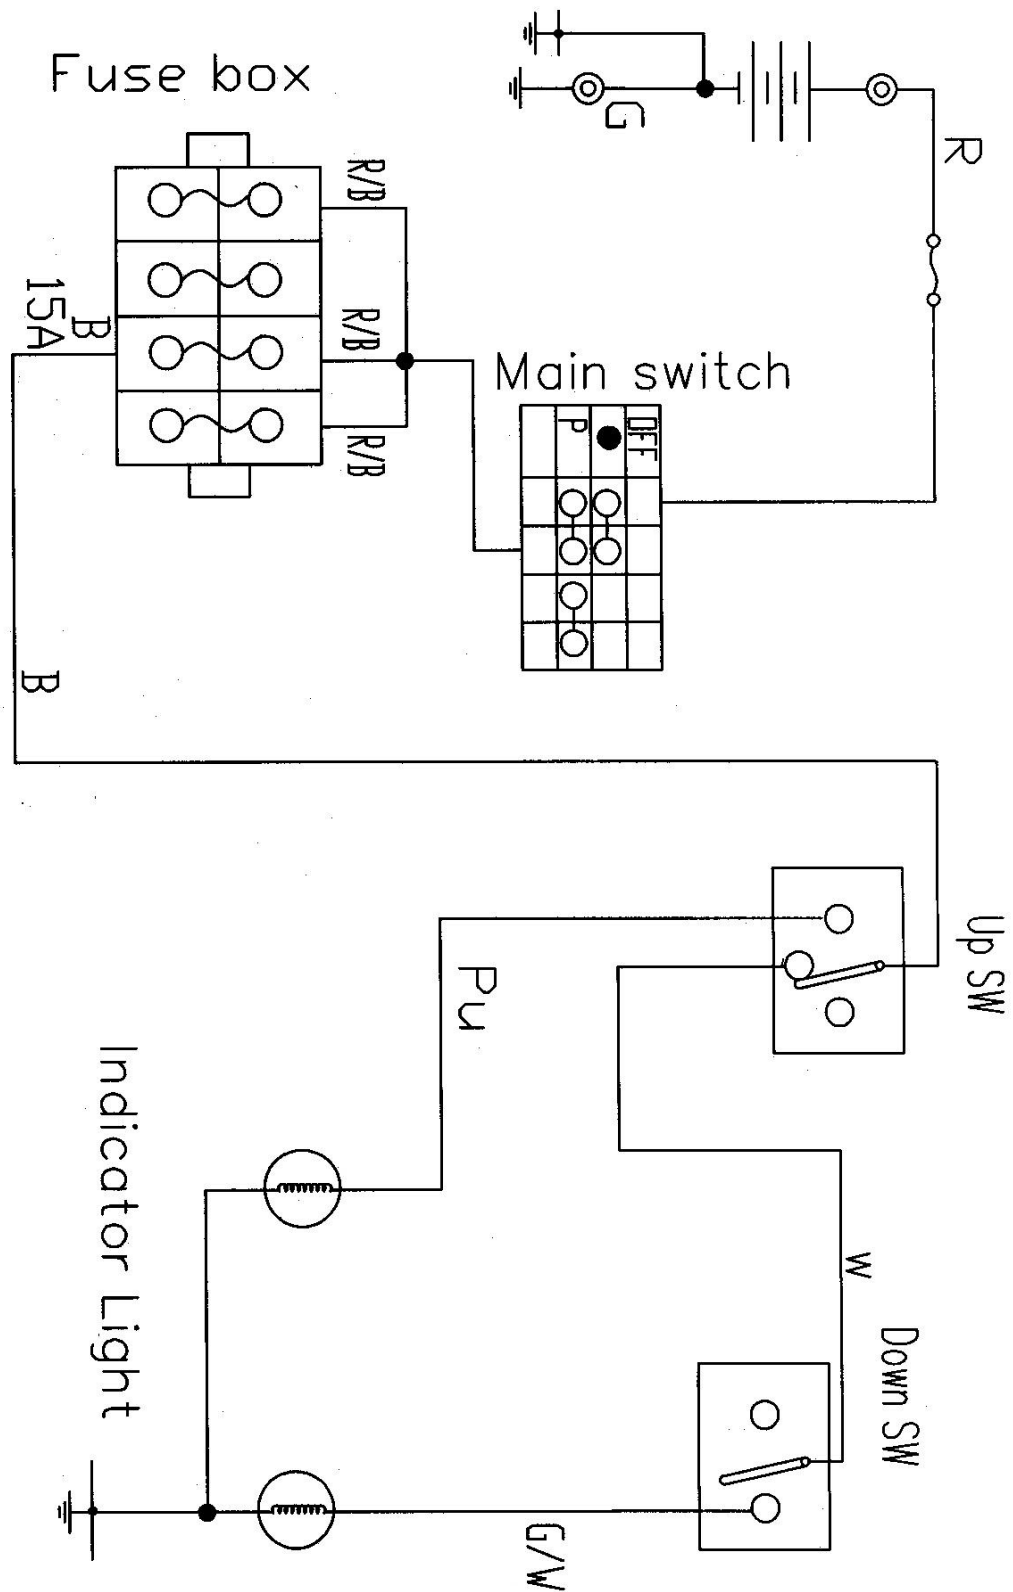 Fuse box
G
R
R/B
R/B
R/B
15A
B
Main switch
OFF
P
B
Up SW
Pu
Indicator Light
W
Down SW
G/W